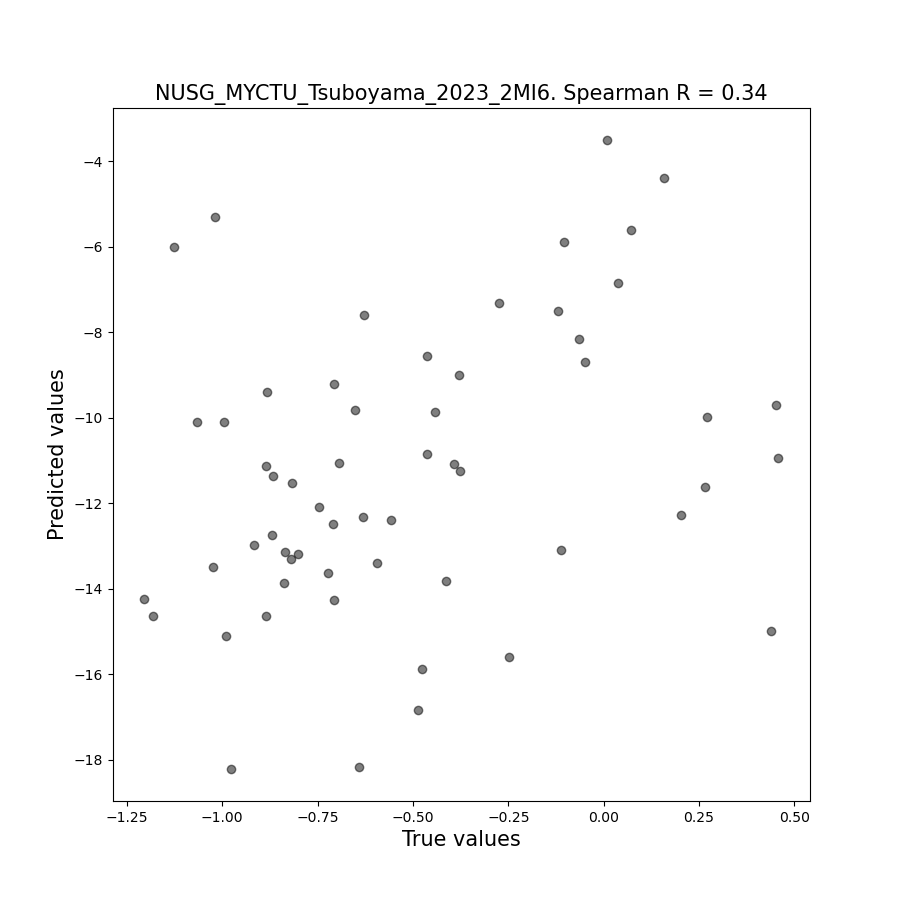 NUSG_MYCTU_Tsuboyama_2023_2MI6. Spearman R = 0.34
Predicted values
−4
−6
−8
−10
−12
−14
−16
−18
−1.25 −1.00 −0.75 −0.50 −0.25 0.00 0.25 0.50
True values